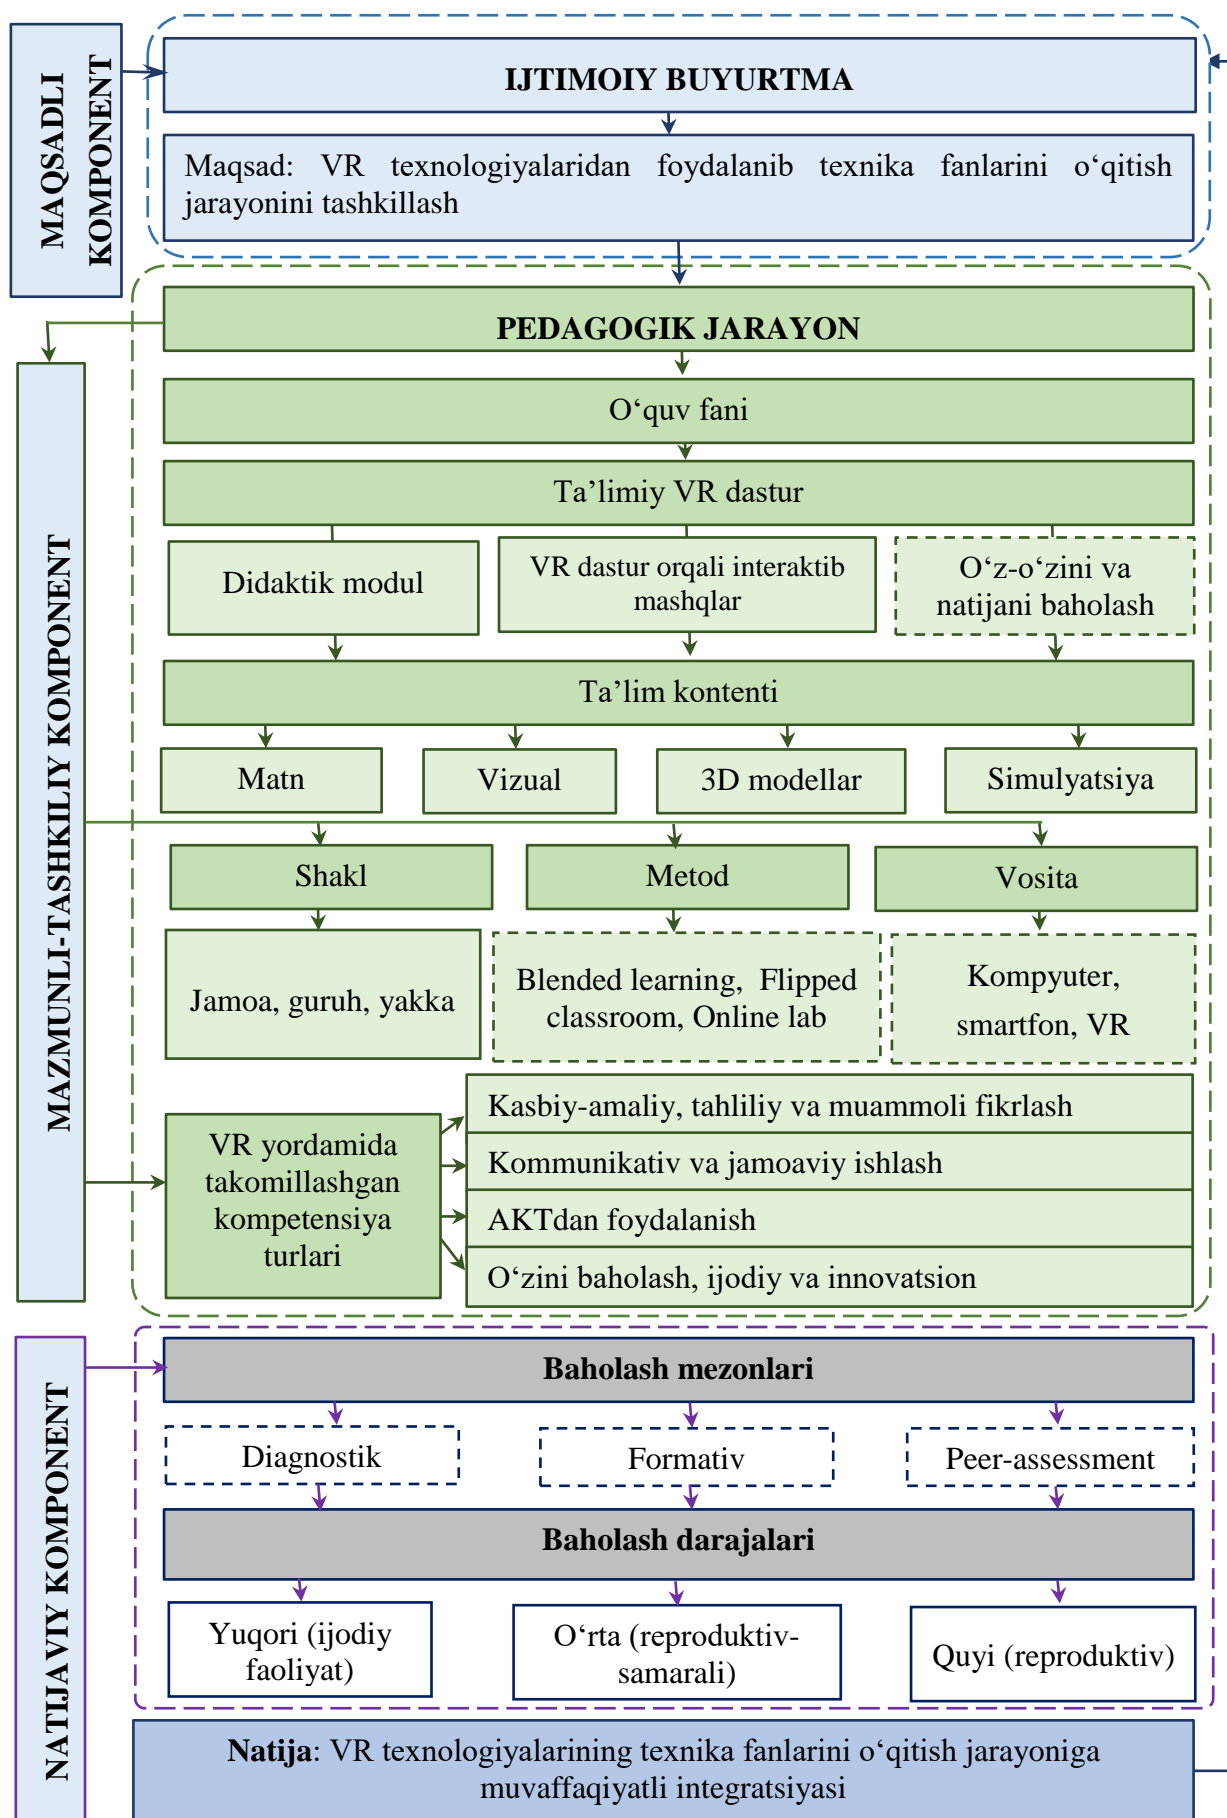 MAQSADLI
KOMPONENT
IJTIMOIY BUYURTMA
Maqsad: VR texnologiyalaridan foydalanib texnika fanlarini o‘qitish
jarayonini tashkillash
MAZMUNLI-TASHKILIY KOMPONENT
PEDAGOGIK JARAYON
O‘quv fani
Ta’limiy VR dastur
Didaktik modul
VR dastur orqali interaktib
mashqlar
O‘z-o‘zini va
natijani baholash
Ta’lim kontenti
Matn
Vizual
3D modellar
Simulyatsiya
Shakl
Metod
Vosita
Jamoa, guruh, yakka
Blended learning,  Flipped
classroom, Online lab
Kompyuter,
smartfon, VR
VR yordamida
takomillashgan
kompetensiya
turlari
Kasbiy-amaliy, tahliliy va muammoli fikrlash
Kommunikativ va jamoaviy ishlash
AKTdan foydalanish
O‘zini baholash, ijodiy va innovatsion
NATIJAVIY KOMPONENT
Baholash mezonlari
Diagnostik
Formativ
Peer-assessment
Baholash darajalari
Yuqori (ijodiy
faoliyat)
O‘rta (reproduktiv-
samarali)
Quyi (reproduktiv)
Natija: VR texnologiyalarining texnika fanlarini o‘qitish jarayoniga
muvaffaqiyatli integratsiyasi